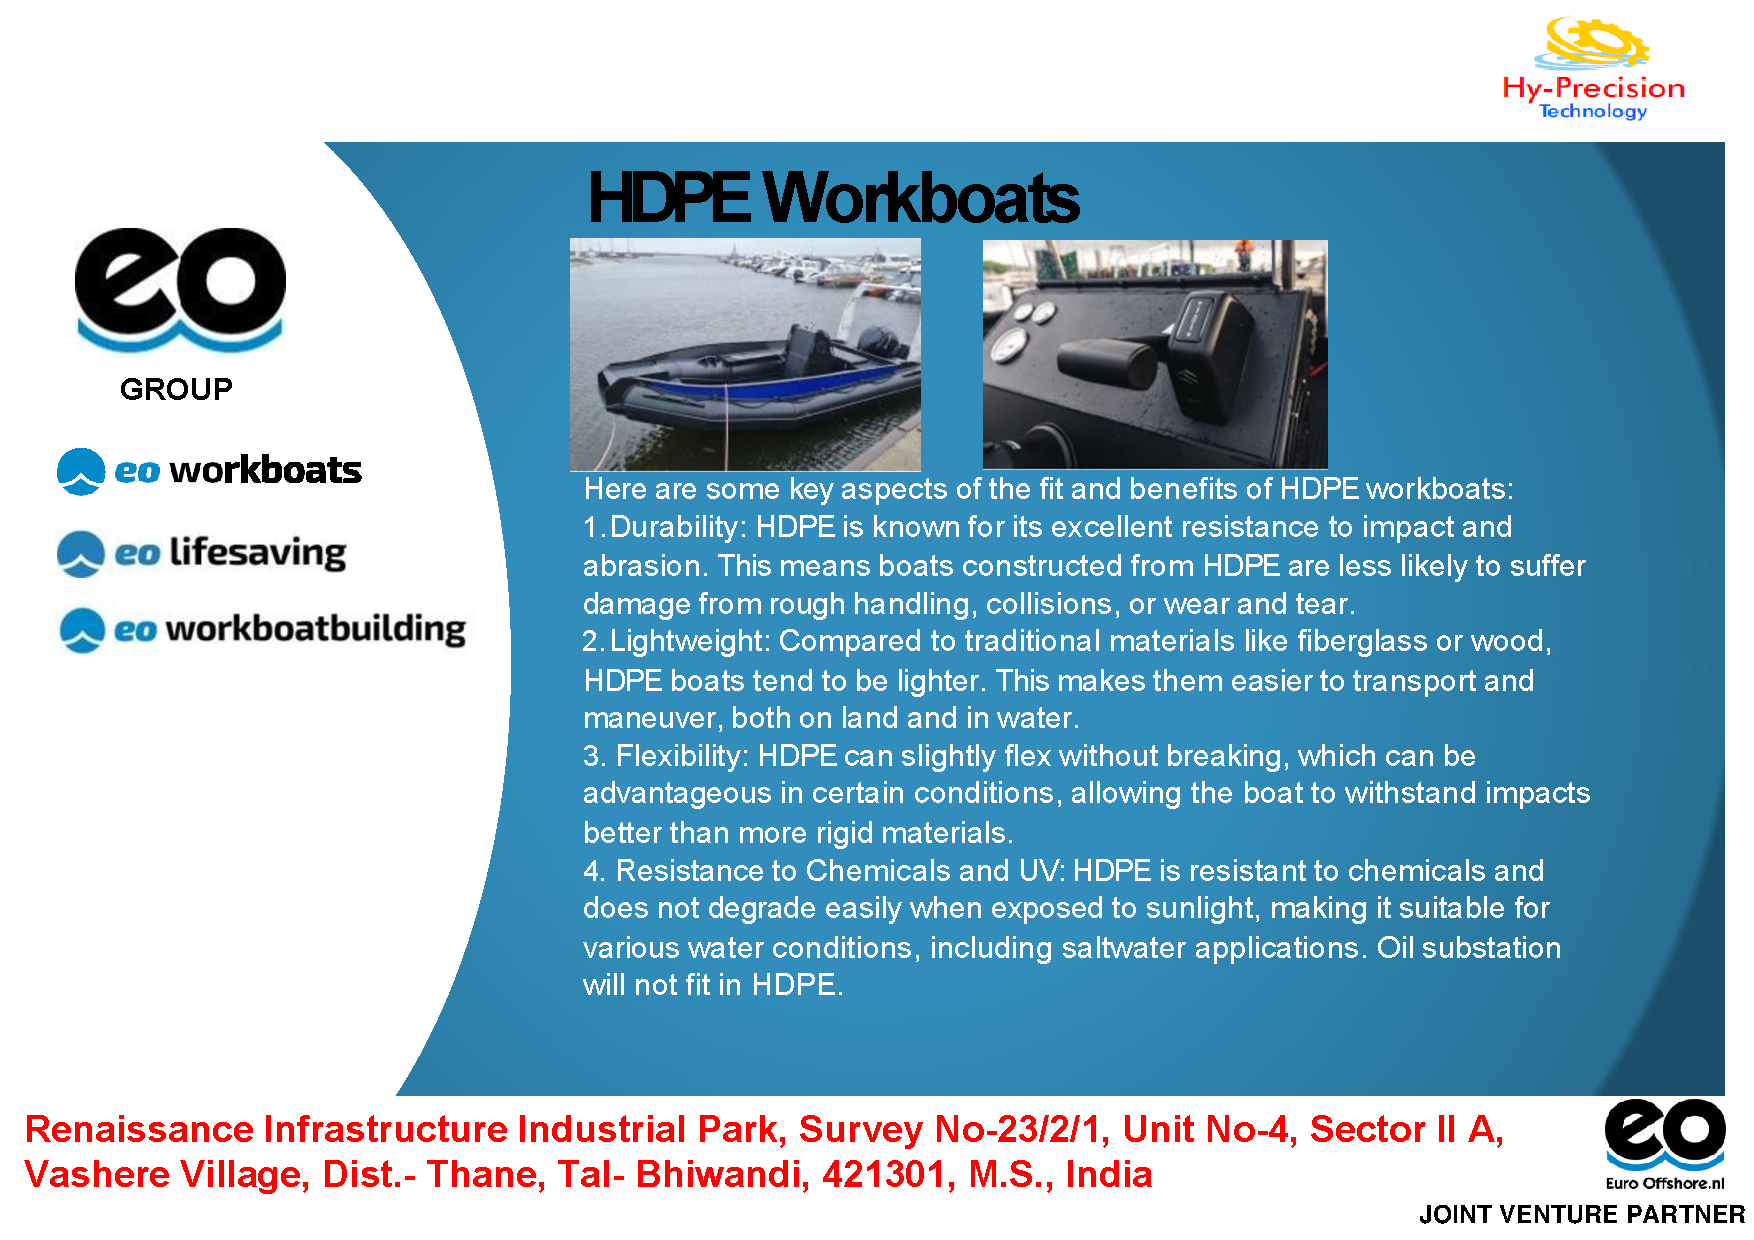 Hy-Precision
Technology
HDPE Workboats
eo
GROUP
eo workboats
eo lifesaving
eo workboatbuilding
Here are some key aspects of the fit and benefits of HDPE workboats:
1. Durability: HDPE is known for its excellent resistance to impact and
abrasion. This means boats constructed from HDPE are less likely to suffer
damage from rough handling, collisions, or wear and tear.
2. Lightweight: Compared to traditional materials like fiberglass or wood,
HDPE boats tend to be lighter. This makes them easier to transport and
maneuver, both on land and in water.
3. Flexibility: HDPE can slightly flex without breaking, which can be
advantageous in certain conditions, allowing the boat to withstand impacts
better than more rigid materials.
4. Resistance to Chemicals and UV: HDPE is resistant to chemicals and
does not degrade easily when exposed to sunlight, making it suitable for
various water conditions, including saltwater applications. Oil substation
will not fit in HDPE.
Renaissance Infrastructure Industrial Park, Survey No-23/2/1, Unit No-4, Sector II A,
Vashere Village, Dist.- Thane, Tal- Bhiwandi, 421301, M.S., India
eo
Euro Offshore.nl
JOINT VENTURE PARTNER